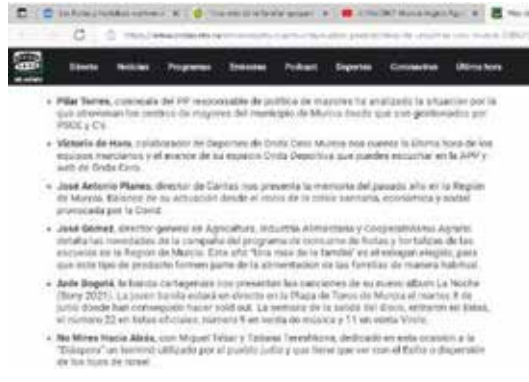 Directo Noticias Programas Emisoras Podcast Deportes Coronavirus Última hora
Pilar Torres, concejala del PP responsable de política de mayores ha analizado la situación por la
que atraviesan los centros de mayores del municipio de Murcia desde que son gestionados por
PSOE y C's.
Victorio de Haro, colaborador de deportes de Onda Cero Murcia nos cuenta la última hora de los
equipos murcianos y el avance de su espacio Onda Deportiva que puedes escuchar en la APP y
web de Onda Cero.
José Antonio Planes, director de Cáritas nos presenta la memoria del pasado año en la Región
de Murcia. Balance de su actuación desde el inicio de la crisis sanitaria, económica y social
provocada por la Covid.
José Gómez, director general de Agricultura, Industria Alimentaria y Cooperativismo Agrario
detalla las novedades de la campaña del programa de consumo de frutas y hortalizas de las
escuelas de la Región de Murcia. Este año "Una más de la familia" es el eslogan elegido, para
que este tipo de producto formen parte de la alimentación de las familias de manera habitual.
Jade Bogotá, la banda cartagenera nos presentan las canciones de su nuevo álbum La Noche
(Sony 2021). La joven banda estará en directo en la Plaza de Toros de Murcia el martes 8 de
junio donde han conseguido hacer sold out. La semana de la salida del disco, entraron en listas,
el número 22 en listas oficiales, número 9 en venta de música y 11 en venta Vinilo.
No Mires Hacia Atrás, con Miguel Tébar y Tatiana Tereshkova, dedicado en esta ocasión a la
"Diáspora" un término utilizado por el pueblo judío y que tiene que ver con el Exilio o dispersión
de los hijos de Israel